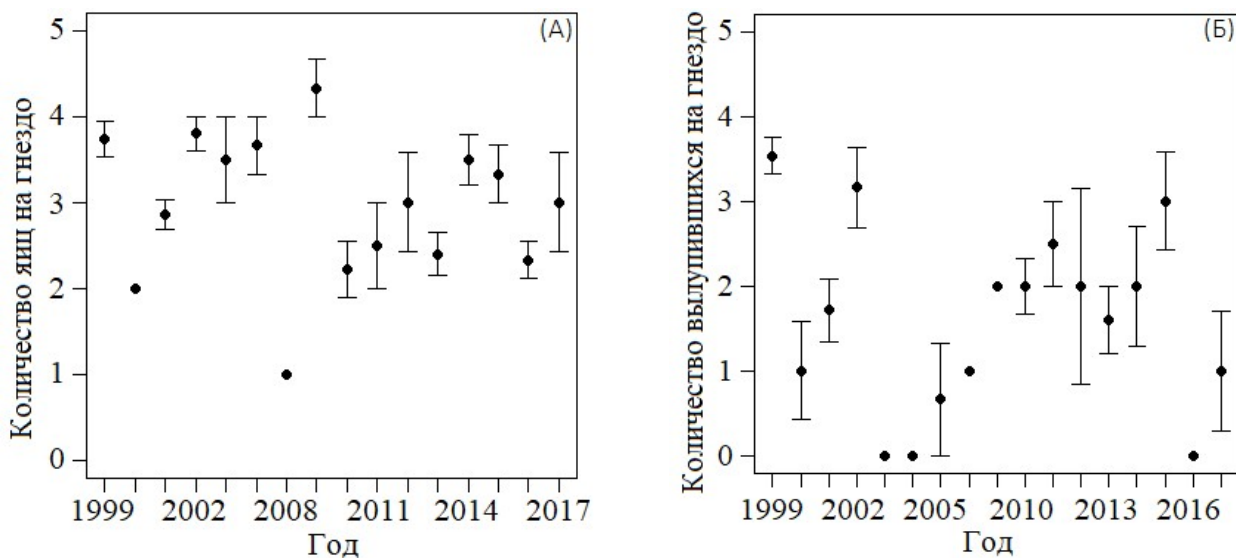 (А)
Количество яиц на гнездо
5
4
3
2
1
0
1999 2002 2008 2011 2014 2017
Год
(Б)
Количество вылупившихся на гнездо
5
4
3
2
1
0
1999 2002 2005 2010 2013 2016
Год